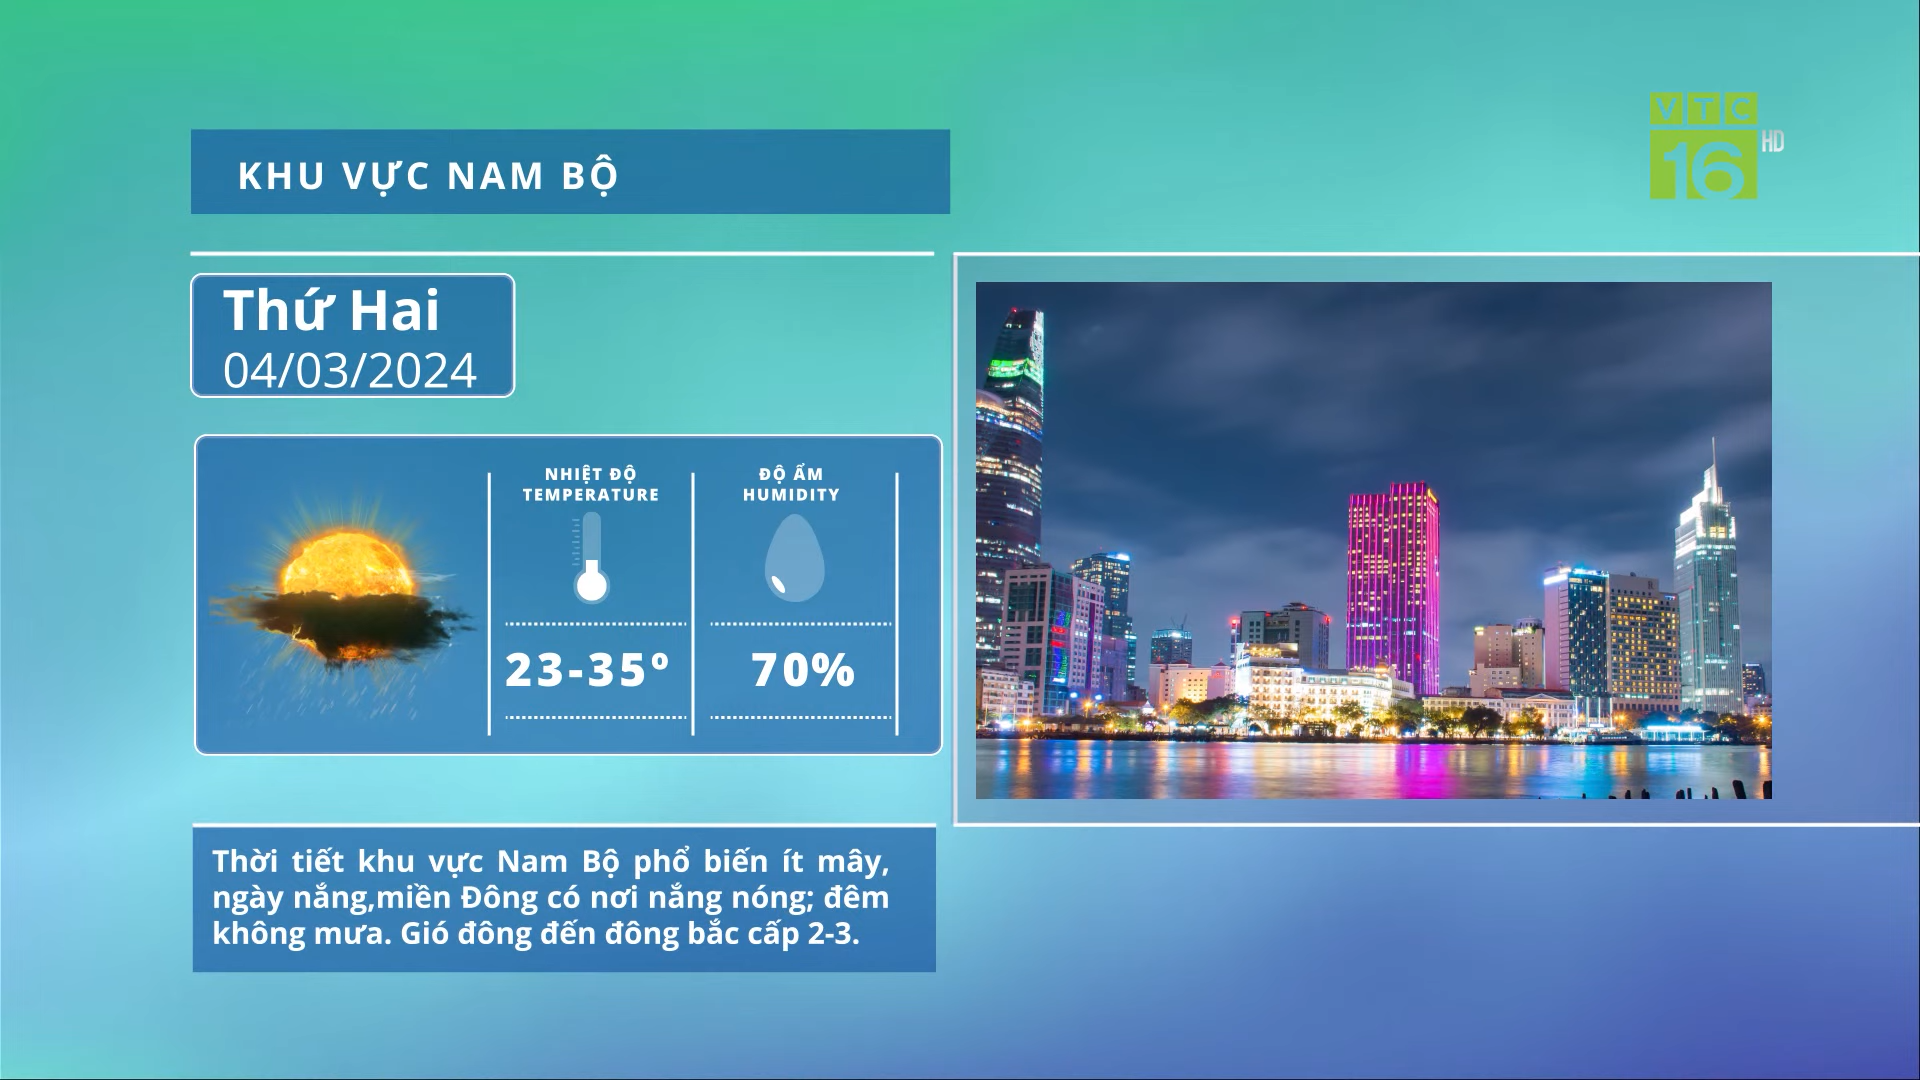 VTC
16
HD
KHU VỰC NAM BỘ
Thứ Hai
04/03/2024
NHIỆT ĐỘ
TEMPERATURE
23-35º
ĐỘ ẨM
HUMIDITY
70%
Thời tiết khu vực Nam Bộ phổ biến ít mây,
ngày nắng,miền Đông có nơi nắng nóng; đêm
không mưa. Gió đông đến đông bắc cấp 2-3.